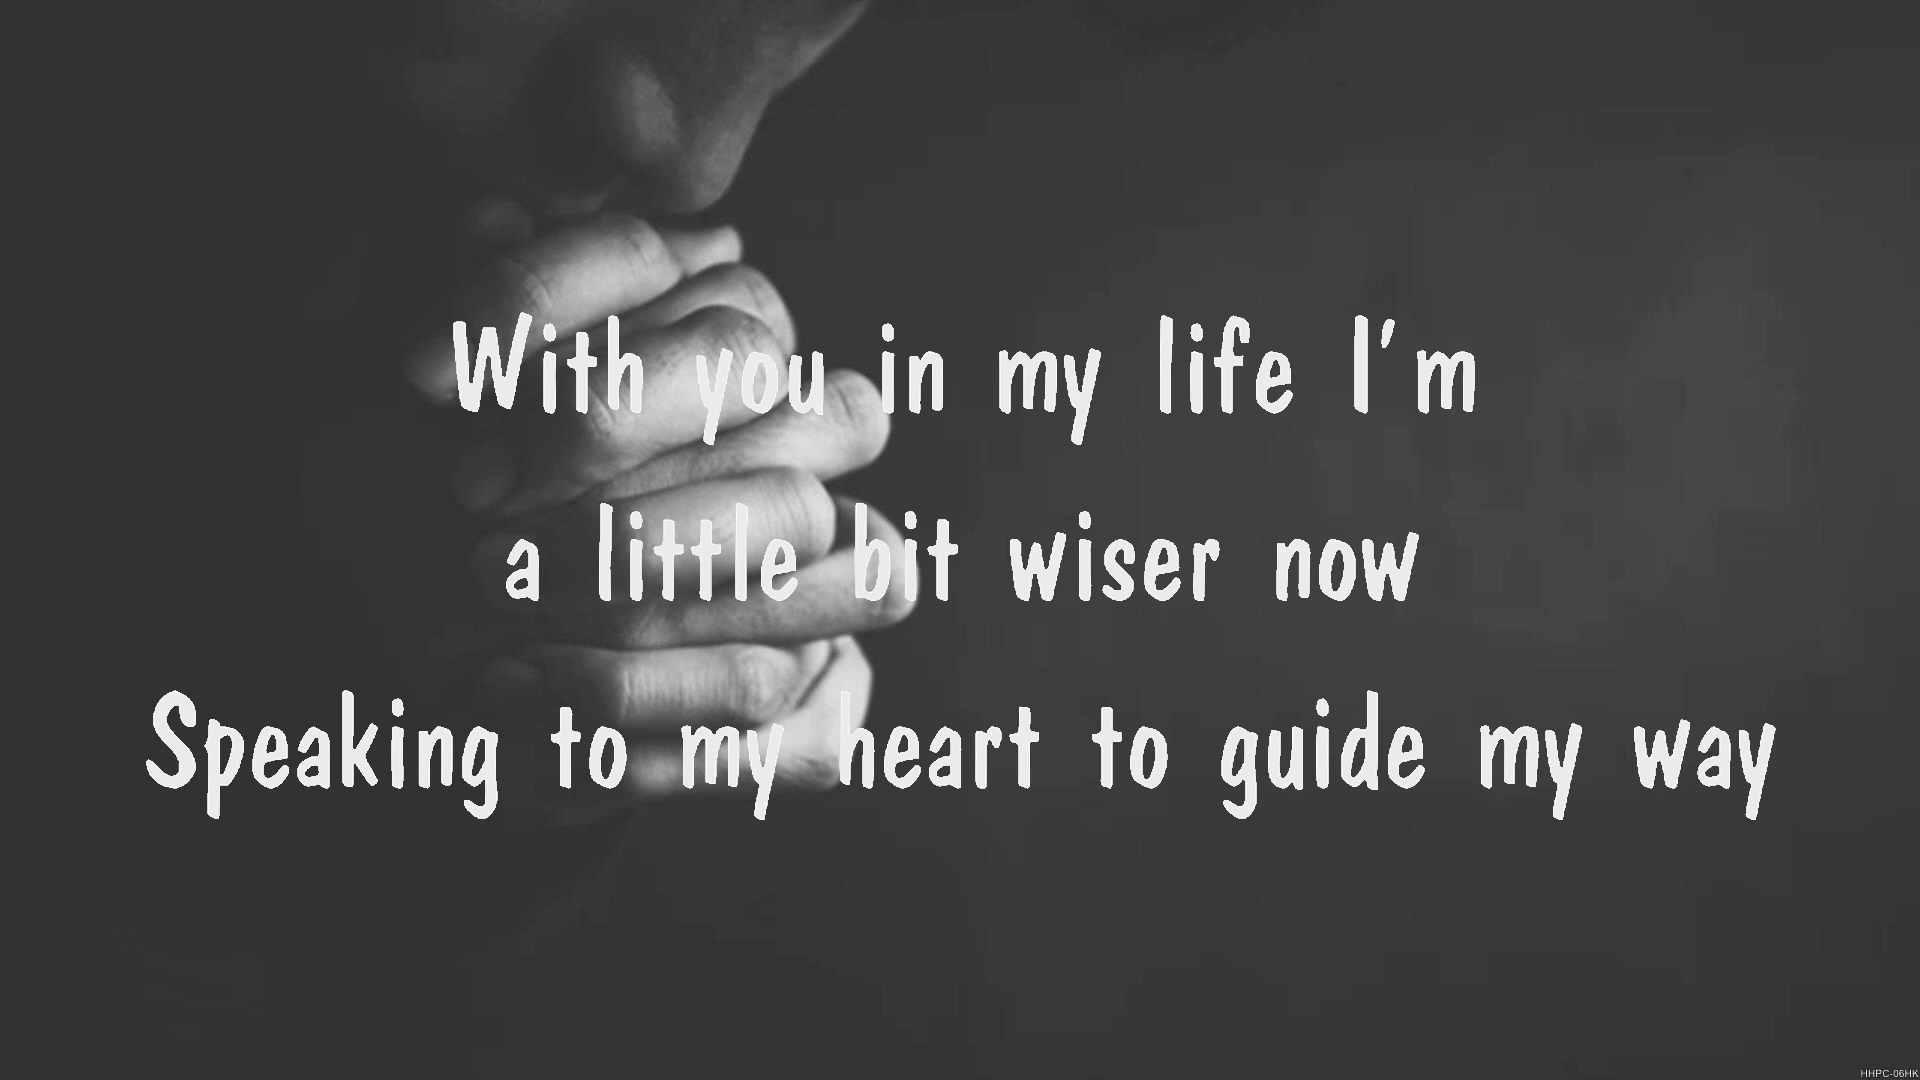 With you in my life I'm
a little bit wiser now
Speaking to my heart to guide my way
HHPC-06HK